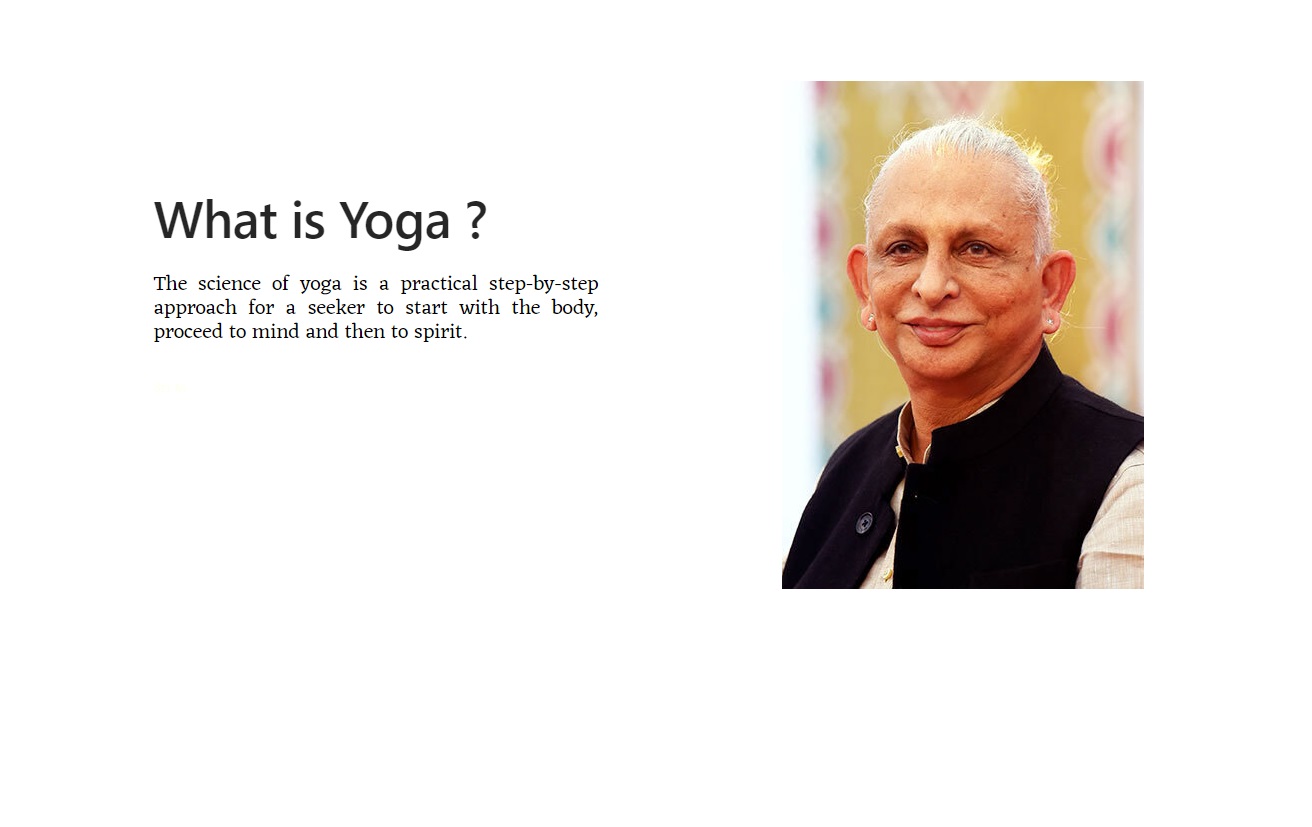 What is Yoga ?
The science of yoga is a practical step-by-step
approach for a seeker to start with the body,
proceed to mind and then to spirit.